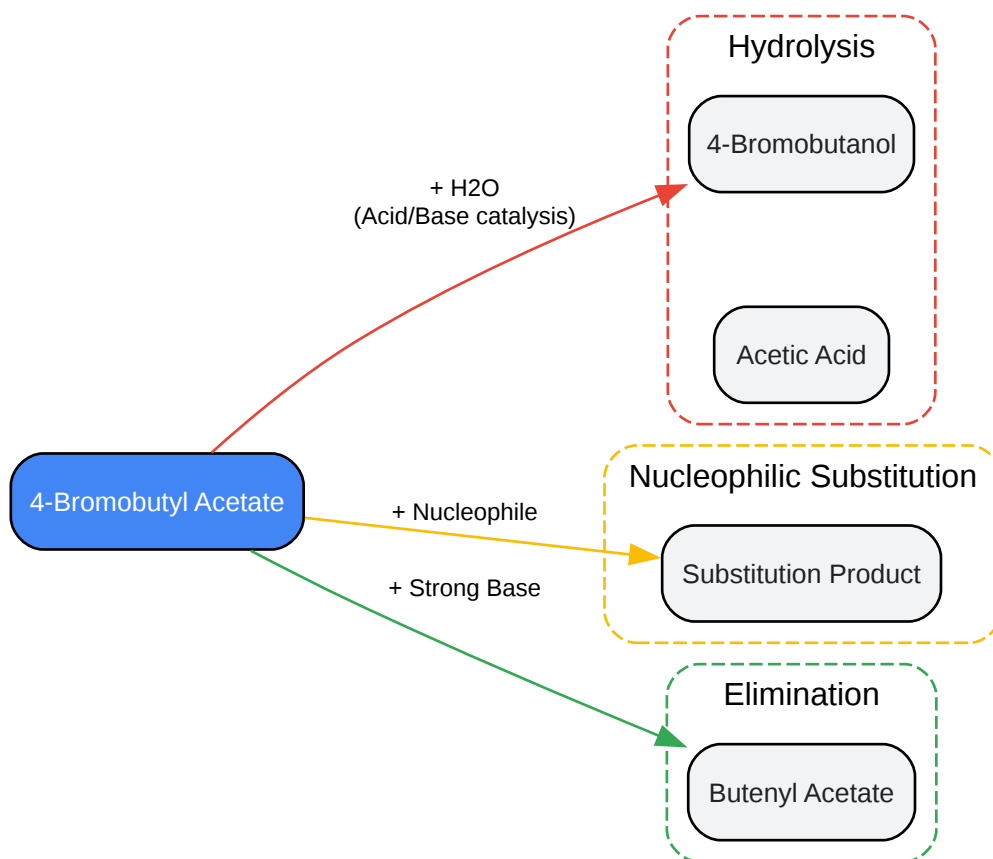 Hydrolysis
4-Bromobutanol
+ H2O
(Acid/Base catalysis)
Acetic Acid
4-Bromobutyl Acetate
Nucleophilic Substitution
+ Nucleophile
Substitution Product
+ Strong Base
Elimination
Butenyl Acetate